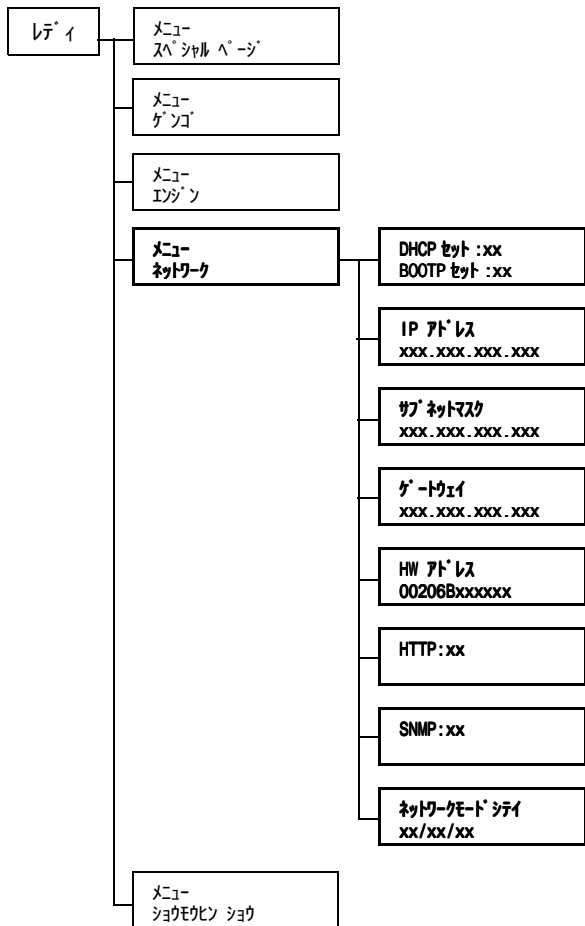 ﾚﾃﾞｨ
ﾒﾆｭｰ
ｽﾍﾟｼｬﾙ ﾍﾟｰｼﾞ
ﾒﾆｭｰ
ｹﾞﾝｺﾞ
ﾒﾆｭｰ
ｴﾝｼﾞﾝ
ﾒﾆｭｰ
ﾈｯﾄﾜｰｸ
DHCP ｾｯﾄ :xx
BOOTP ｾｯﾄ :xx
IP ｱﾄﾞﾚｽ
xxx.xxx.xxx.xxx
ｻﾌﾞﾈｯﾄﾏｽｸ
xxx.xxx.xxx.xxx
ｹﾞｰﾄｳｪｲ
xxx.xxx.xxx.xxx
HW ｱﾄﾞﾚｽ
00206Bxxxxxx
HTTP:xx
SNMP:xx
ﾈｯﾄﾜｰｸﾓｰﾄﾞｼﾃｲ
xx/xx/xx
ﾒﾆｭｰ
ｼｮｳﾓｳﾋﾝ ｼｮｳ